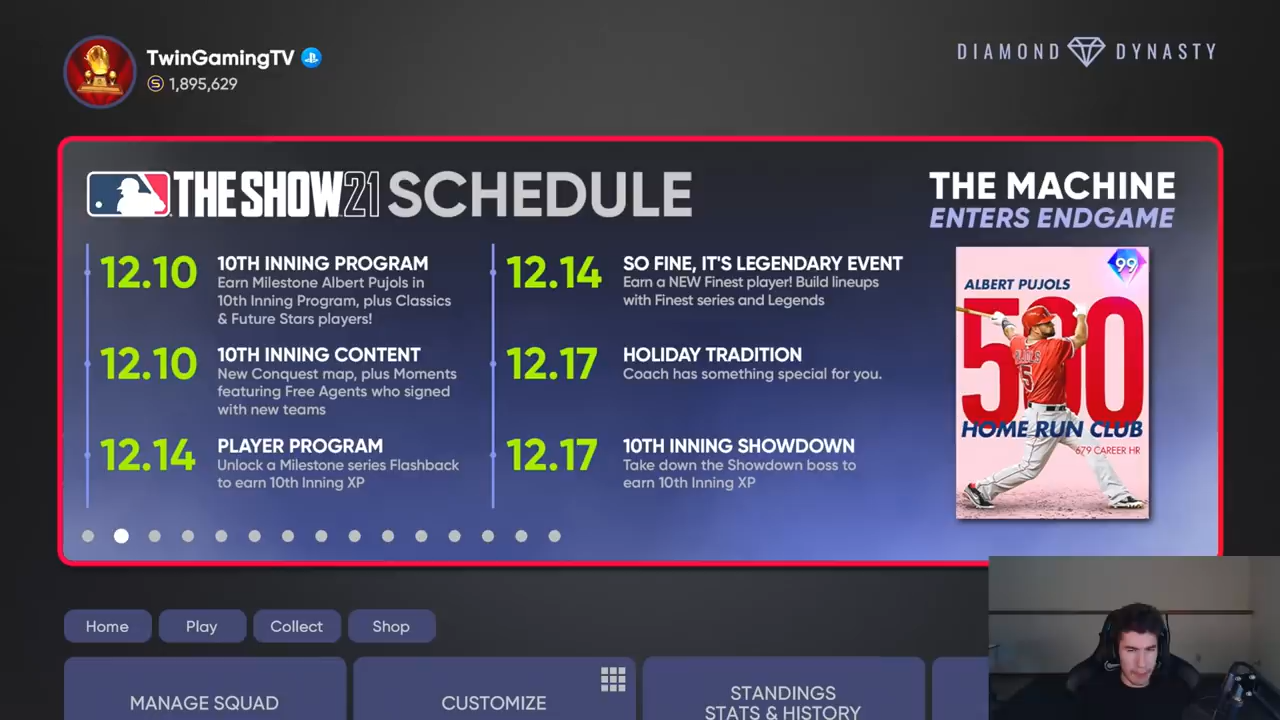 TwinGamingTV
1,895,629
DIAMOND DYNASTY
THE SHOW 21 SCHEDULE
THE MACHINE
ENTERS ENDGAME
12.10
10TH INNING PROGRAM
Earn Milestone Albert Pujols in
10th Inning Program, plus Classics
& Future Stars players!
12.10
10TH INNING CONTENT
New Conquest map, plus Moments
featuring Free Agents who signed
with new teams
12.14
PLAYER PROGRAM
Unlock a Milestone series Flashback
to earn 10th Inning XP
12.14
SO FINE, IT'S LEGENDARY EVENT
Earn a NEW Finest player! Build lineups
with Finest series and Legends
12.17
HOLIDAY TRADITION
Coach has something special for you.
12.17
10TH INNING SHOWDOWN
Take down the Showdown boss to
earn 10th Inning XP
99
ALBERT PUJOLS
500
HOME RUN CLUB
679 CAREER HR
Home
Play
Collect
Shop
MANAGE SQUAD
CUSTOMIZE
STANDINGS
STATS & HISTORY